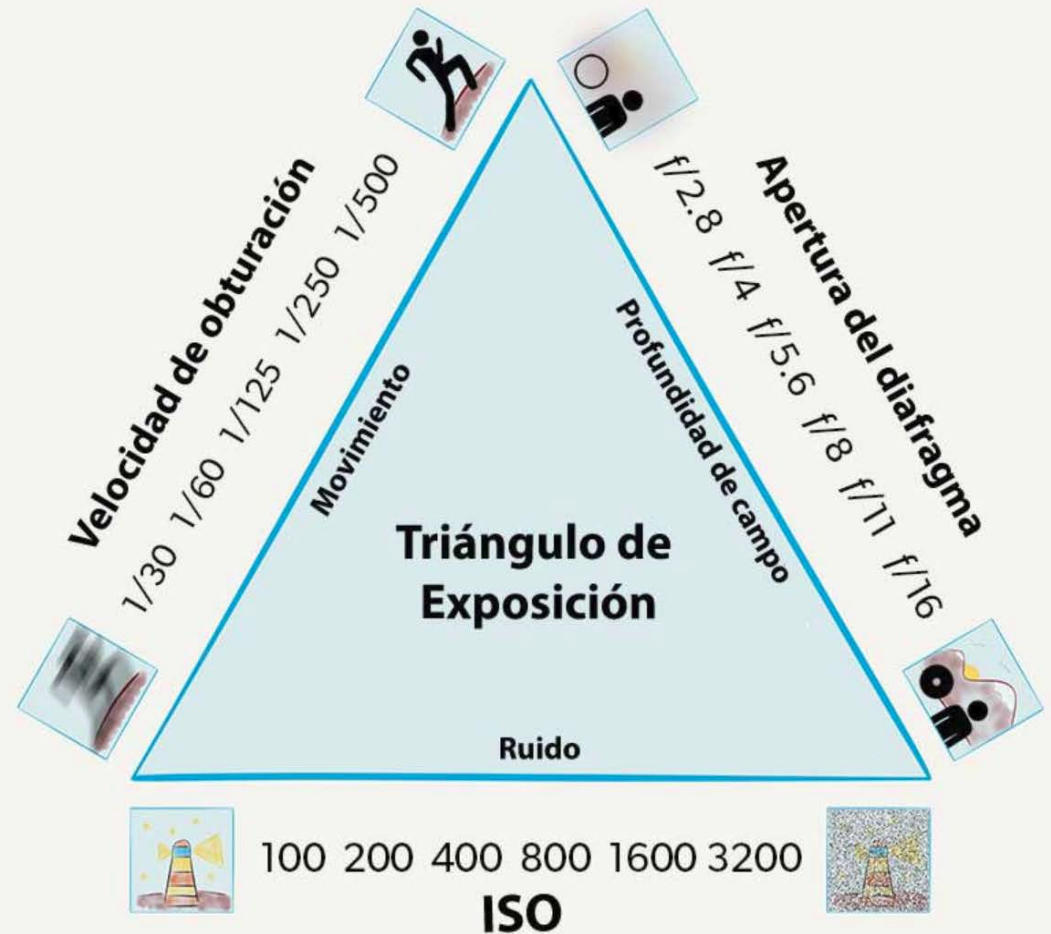 Velocidad de obturación
1/30 1/60 1/125 1/250 1/500
Movimiento
Apertura del diafragma
f/2.8 f/4 f/5.6 f/8 f/11 f/16
Profundidad de campo
Triángulo de
Exposición
Ruido
100 200 400 800 1600 3200
ISO